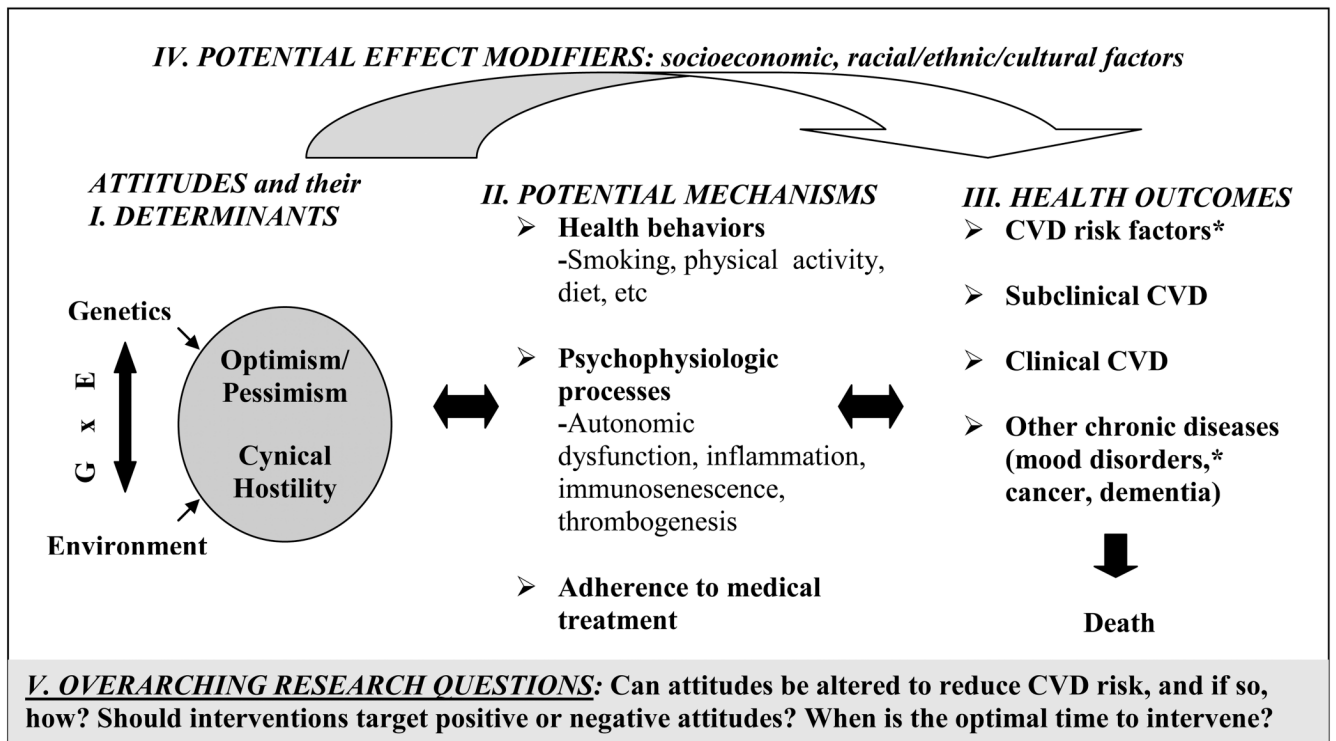 IV. POTENTIAL EFFECT MODIFIERS: socioeconomic, racial/ethnic/cultural factors
ATTITUDES and their
I. DETERMINANTS
Genetics
G x E
Environment
Optimism/
Pessimism
Cynical
Hostility
II. POTENTIAL MECHANISMS
➢ Health behaviors
-Smoking, physical activity,
diet, etc
➢ Psychophysiologic
processes
-Autonomic
dysfunction, inflammation,
immunosenescence,
thrombogenesis
➢ Adherence to medical
treatment
III. HEALTH OUTCOMES
➢ CVD risk factors*
➢ Subclinical CVD
➢ Clinical CVD
➢ Other chronic diseases
(mood disorders,*
cancer, dementia)
Death
V. OVERARCHING RESEARCH QUESTIONS: Can attitudes be altered to reduce CVD risk, and if so,
how? Should interventions target positive or negative attitudes? When is the optimal time to intervene?